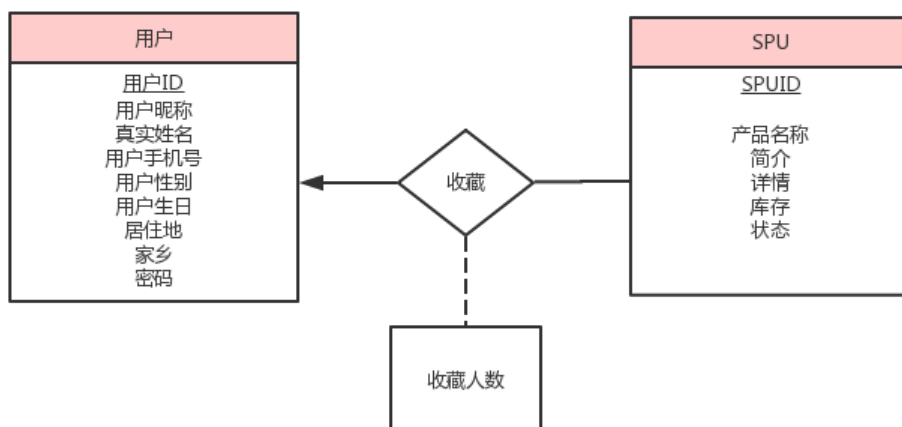 用户
用户ID
用户昵称
真实姓名
用户手机号
用户性别
用户生日
居住地
家乡
密码
收藏
收藏人数
SPU
SPUID
产品名称
简介
详情
库存
状态